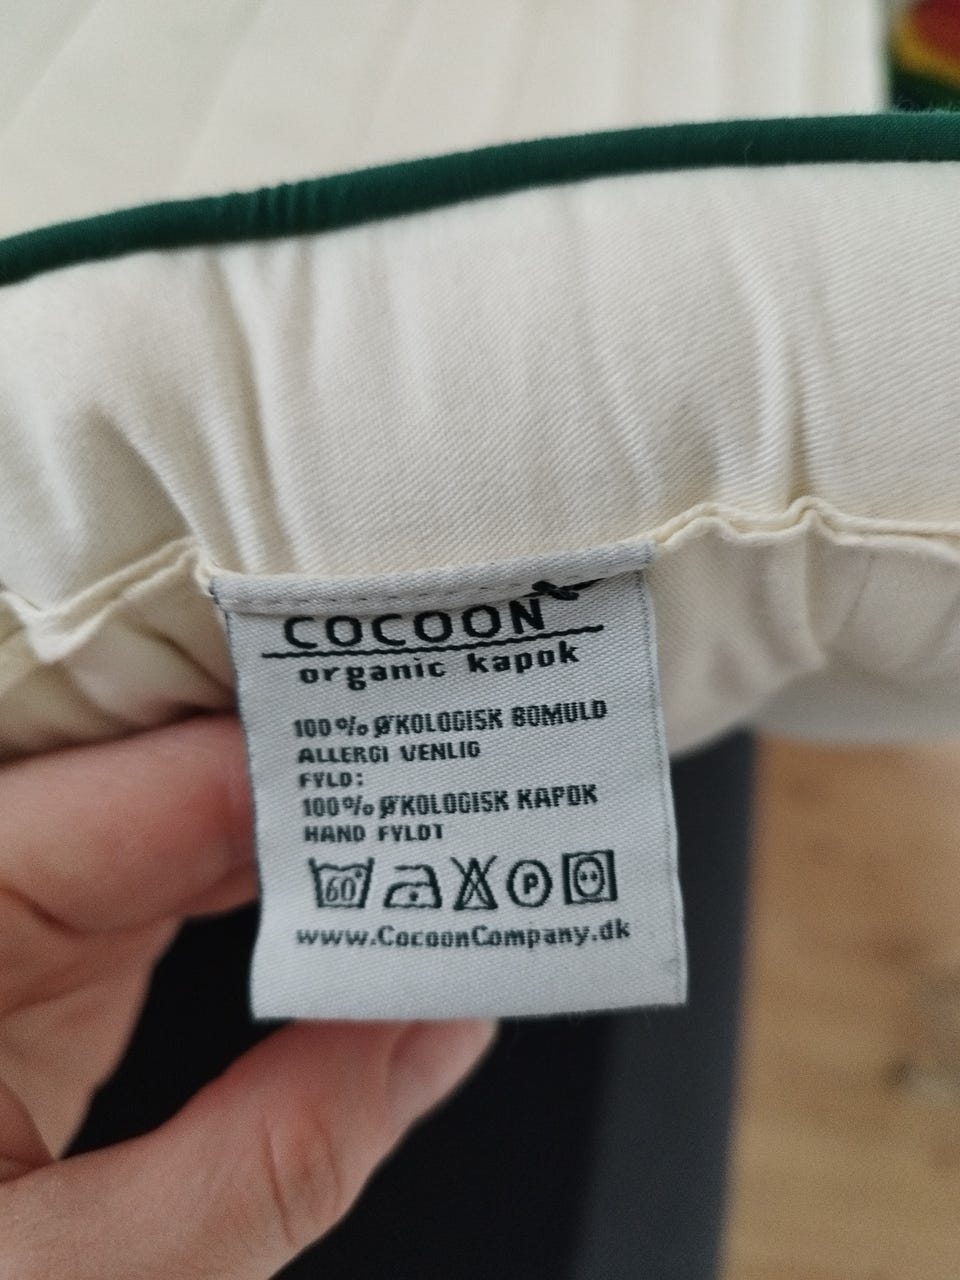 COCOON
organic kapok
100% ØKOLOGISK BOMULD
ALLERGI VENLIG
FYLD:
100% ØKOLOGISK KAPOK
HAND FYLDT
60° P
www.CocoonCompany.dk